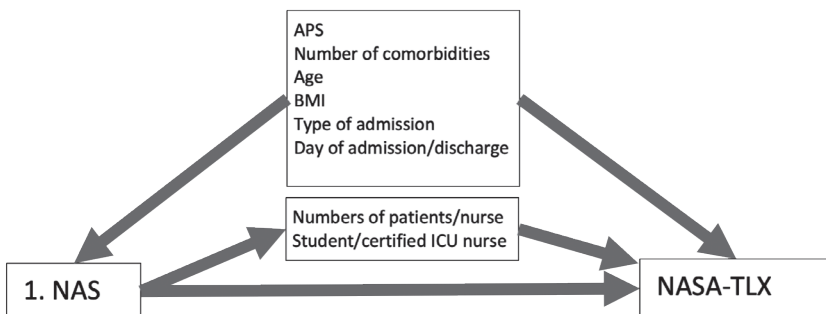 APS
Number of comorbidities
Age
BMI
Type of admission
Day of admission/discharge
Numbers of patients/nurse
Student/certified ICU nurse
1. NAS
NASA-TLX